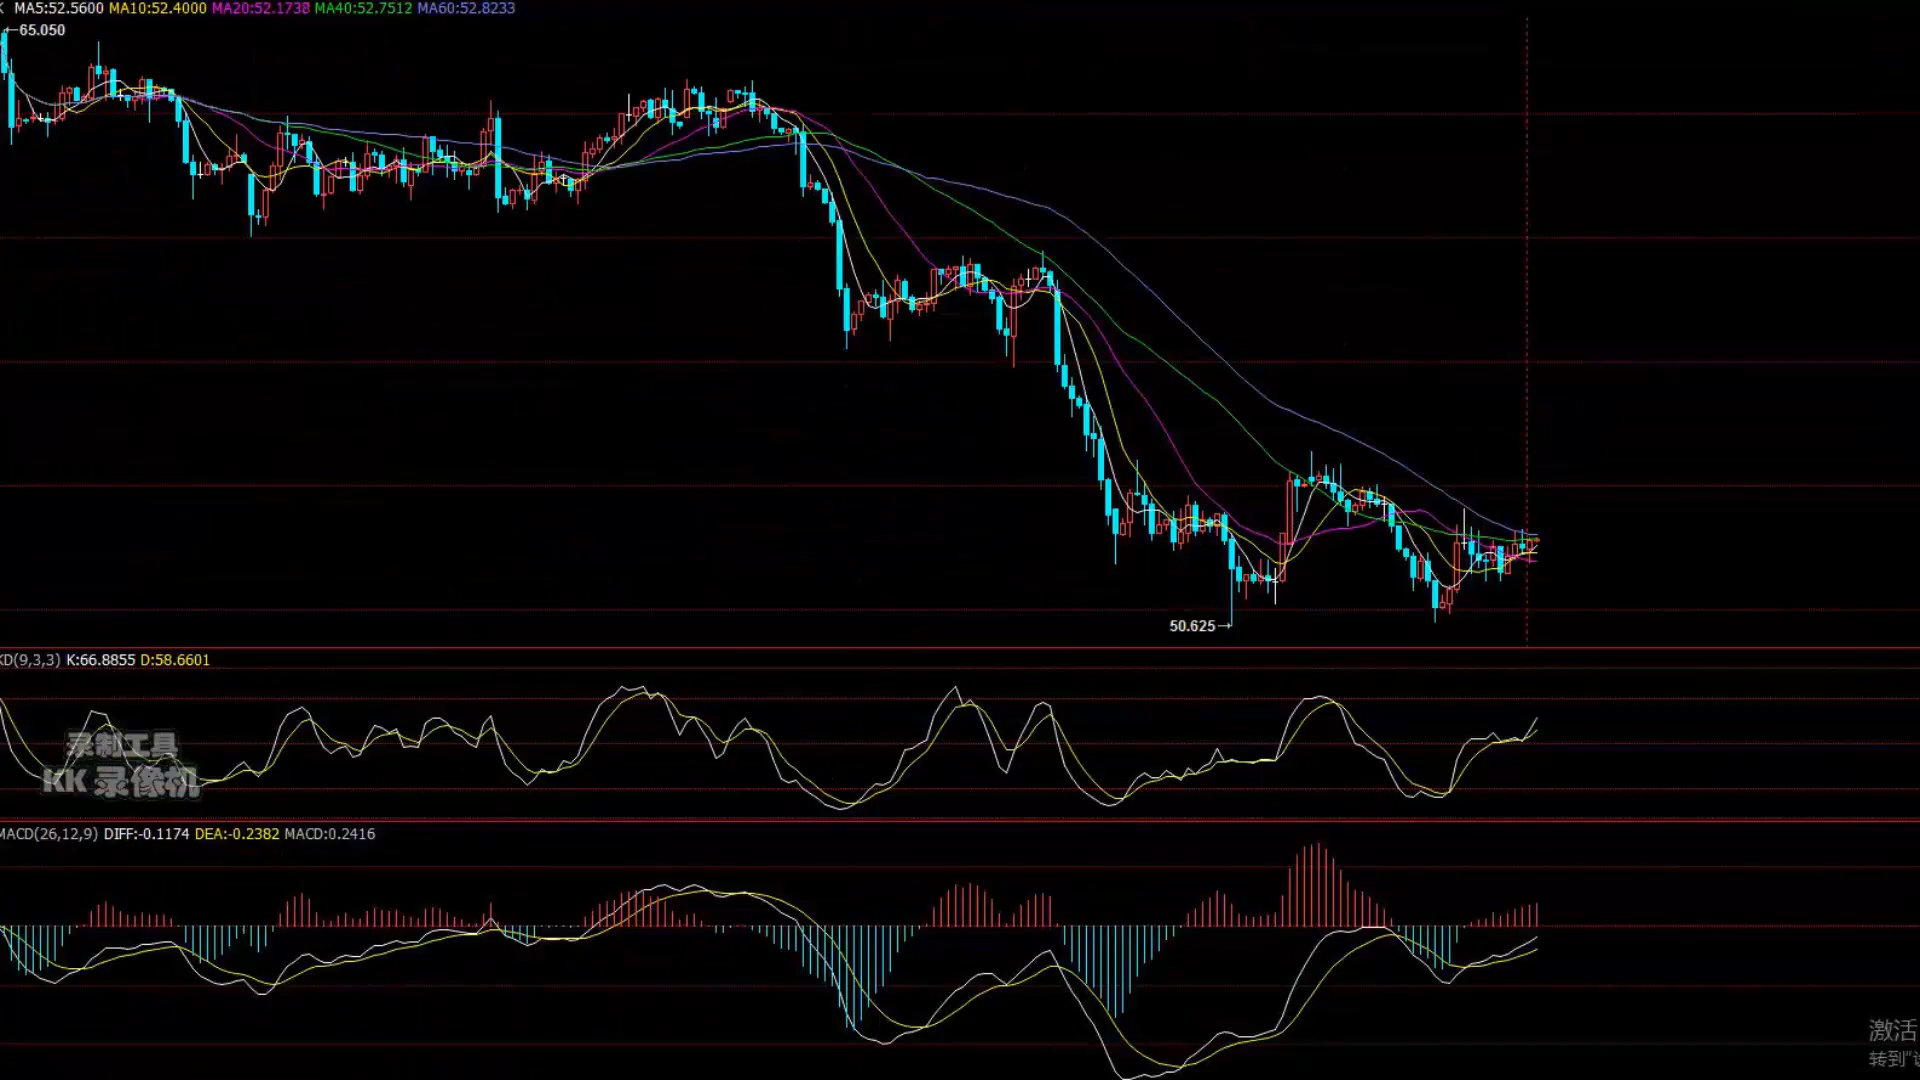 MA5:52.5600 MA10:52.4000 MA20:52.1738 MA40:52.7512 MA60:52.8233
←65.050
50.625→
KD(9,3,3) K:66.8855 D:58.6601
录制工具
KK 录像机
MACD(26,12,9) DIFF:-0.1174 DEA:-0.2382 MACD:0.2416
激活
转到"设